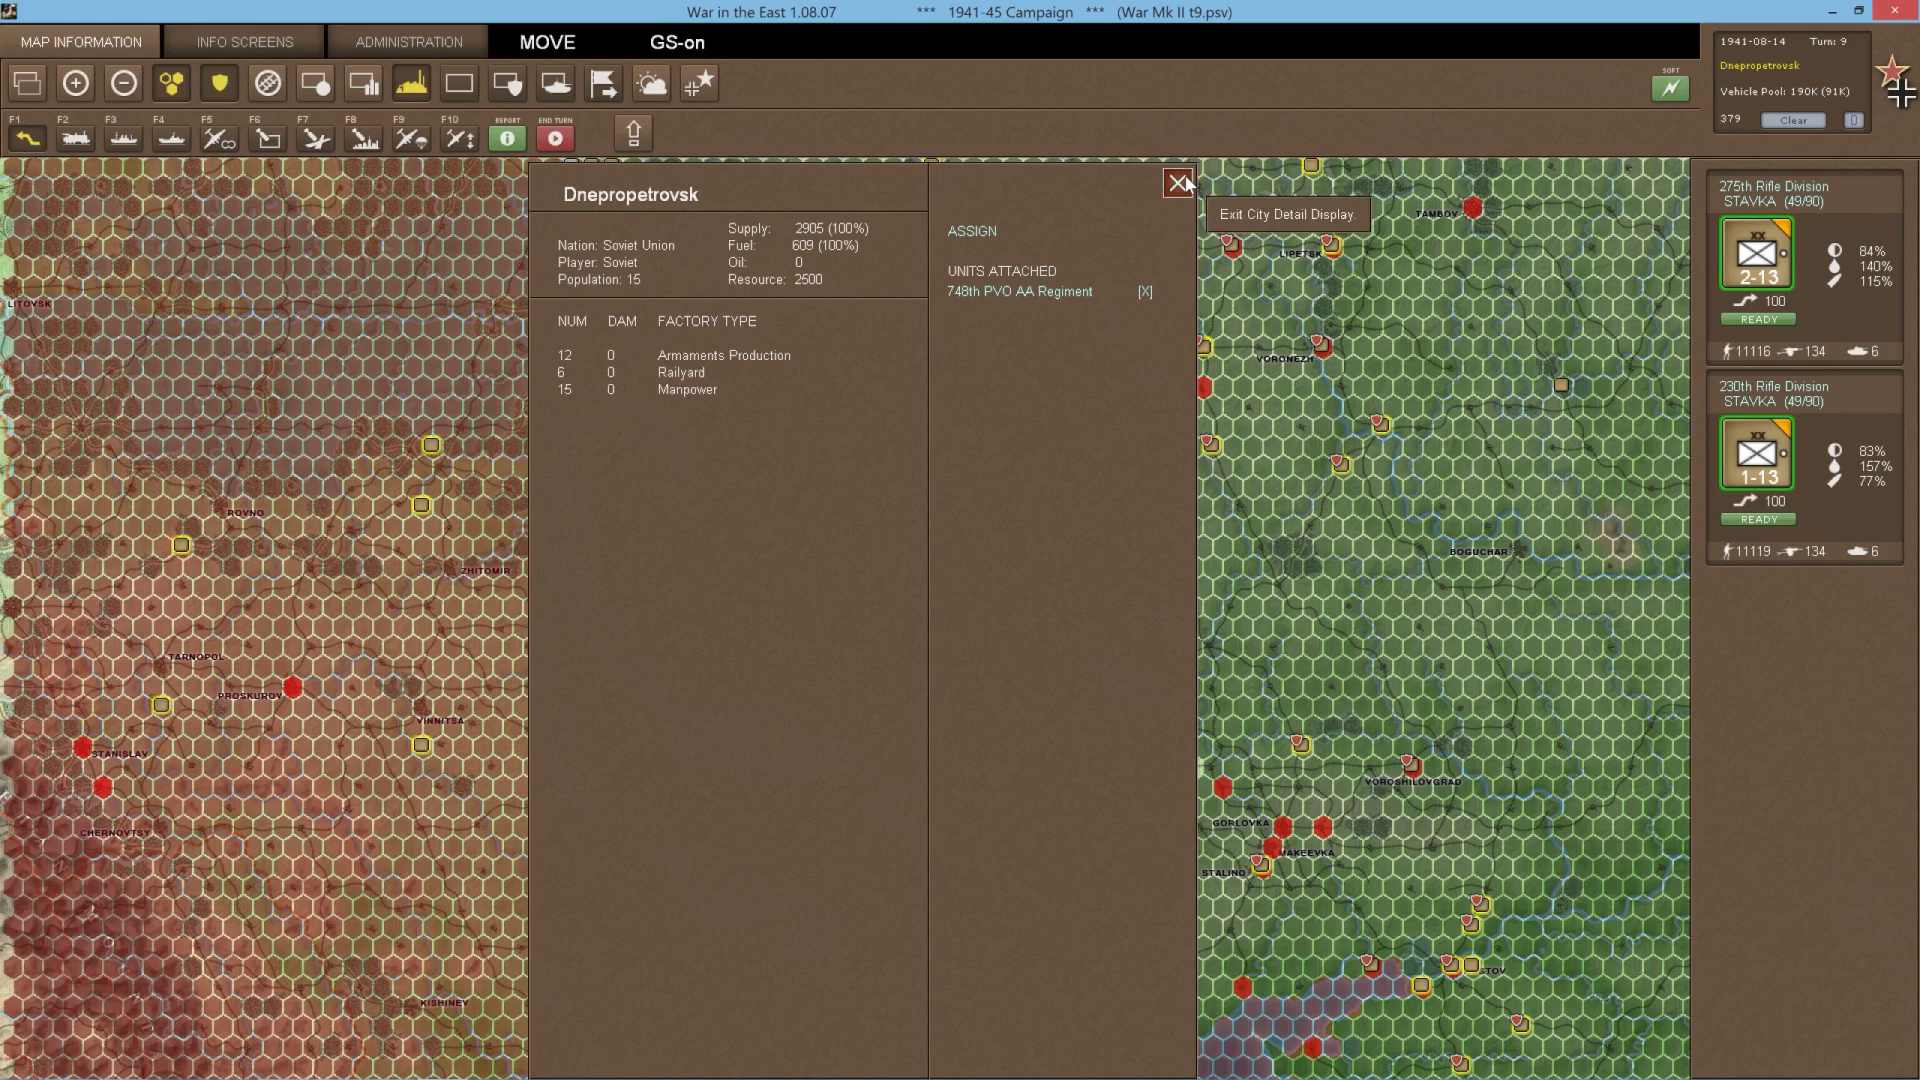 War in the East 1.08.07 *** 1941-45 Campaign *** (War Mk II t9.psv)
MAP INFORMATION INFO SCREENS ADMINISTRATION MOVE GS-on
1941-08-14 Turn: 9
Dnepropetrovsk
Vehicle Pool: 190K (91K)
379 Clear 0
SOFT
F1 F2 F3 F4 F5 F6 F7 F8 F9 F10 REPORT END TURN
Dnepropetrovsk
Nation: Soviet Union
Player: Soviet
Population: 15
Supply: 2905 (100%)
Fuel: 609 (100%)
Oil: 0
Resource: 2500
NUM DAM FACTORY TYPE
12 0 Armaments Production
6 0 Railyard
15 0 Manpower
ASSIGN
UNITS ATTACHED
748th PVO AA Regiment [X]
Exit City Detail Display.
LITOVSK
ROVNO
ZHITOMIR
TARNOPOL
PROSKUROV
VINNITSA
STANISLAV
CHERNOVTSY
KISHINEV
TAMBOV
LIPETSK
VORONEZH
BOGUCHAR
VOROSHILOVGRAD
GORLOVKA
MAKEEVKA
STALINO
STOV
275th Rifle Division
STAVKA (49/90)
XX
2-13
84%
140%
115%
100
READY
11116 134 6
230th Rifle Division
STAVKA (49/90)
XX
1-13
83%
157%
77%
100
READY
11119 134 6